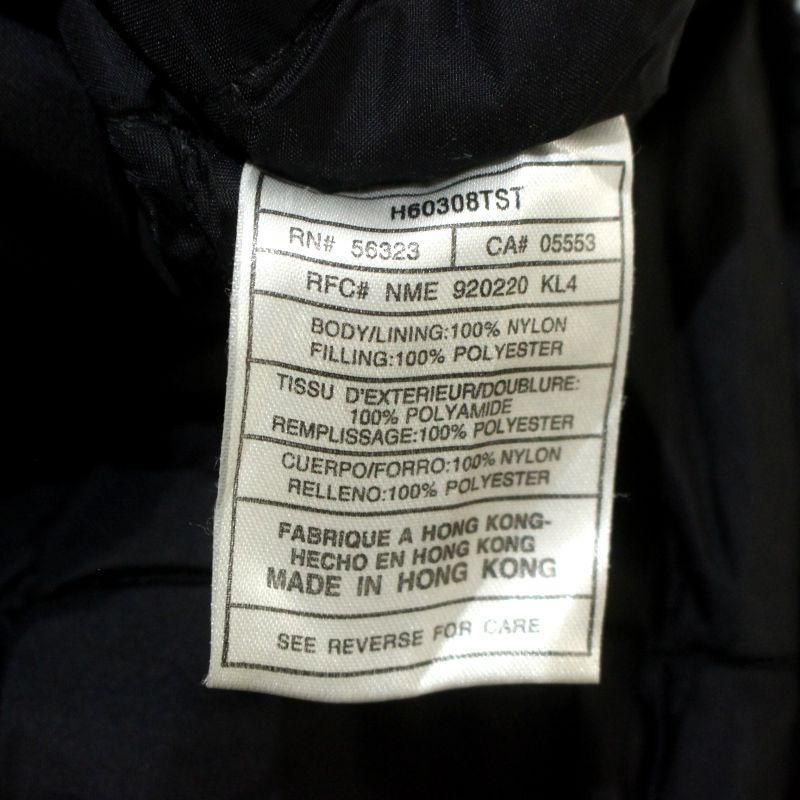 H60308TST
RN# 56323 CA# 05553
RFC# NME 920220 KL4
BODY/LINING:100% NYLON
FILLING:100% POLYESTER
TISSU D'EXTERIEUR/DOUBLURE:
100% POLYAMIDE
REMPLISSAGE:100% POLYESTER
CUERPO/FORRO:100% NYLON
RELLENO:100% POLYESTER
FABRIQUE A HONG KONG-
HECHO EN HONG KONG
MADE IN HONG KONG
SEE REVERSE FOR CARE